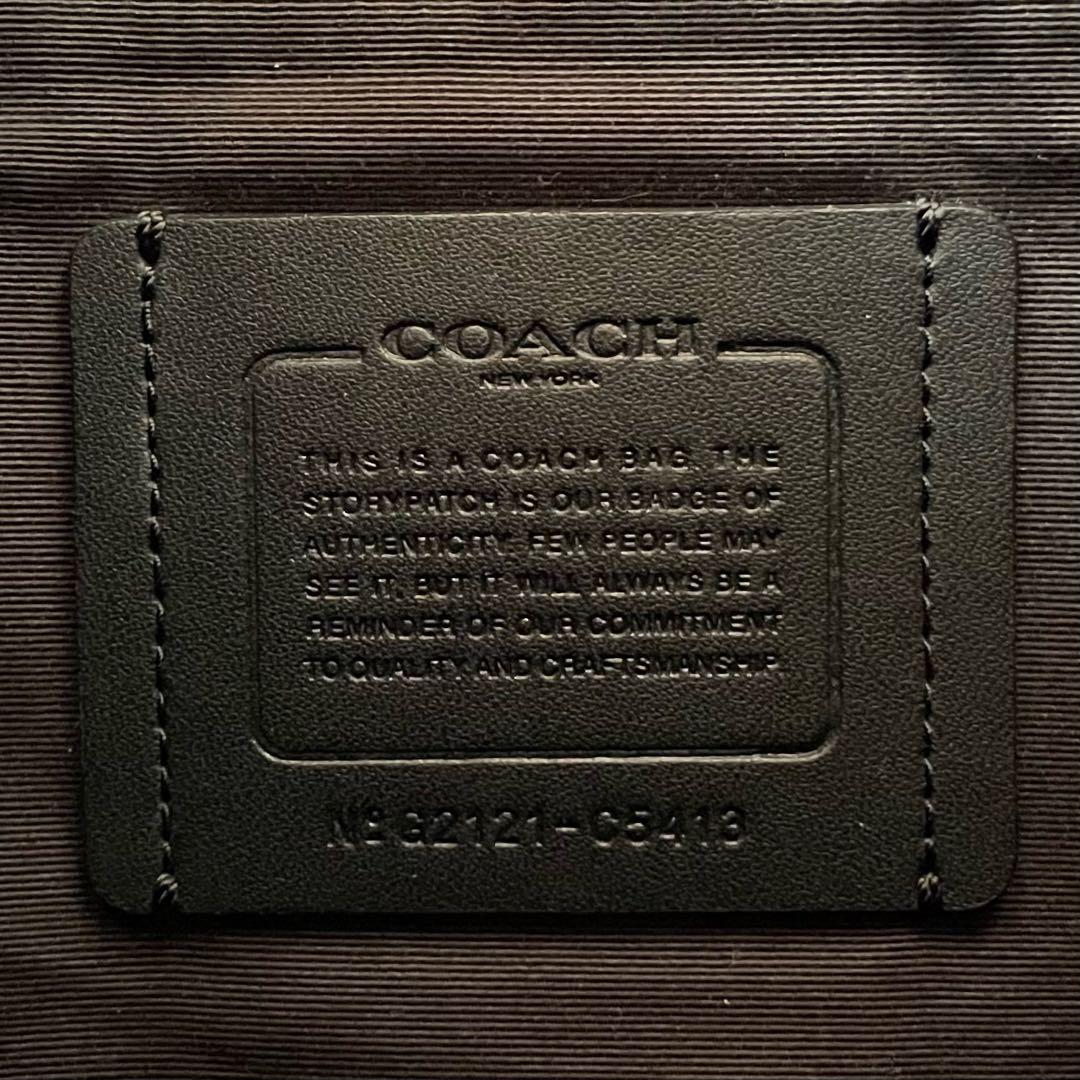 COACH
NEW YORK
THIS IS A COACH BAG. THE
STORYPATCH IS OUR BADGE OF
AUTHENTICITY. FEW PEOPLE MAY
SEE IT, BUT IT WILL ALWAYS BE A
REMINDER OF OUR COMMITMENT
TO QUALITY AND CRAFTSMANSHIP.
Nº G2121-C5413